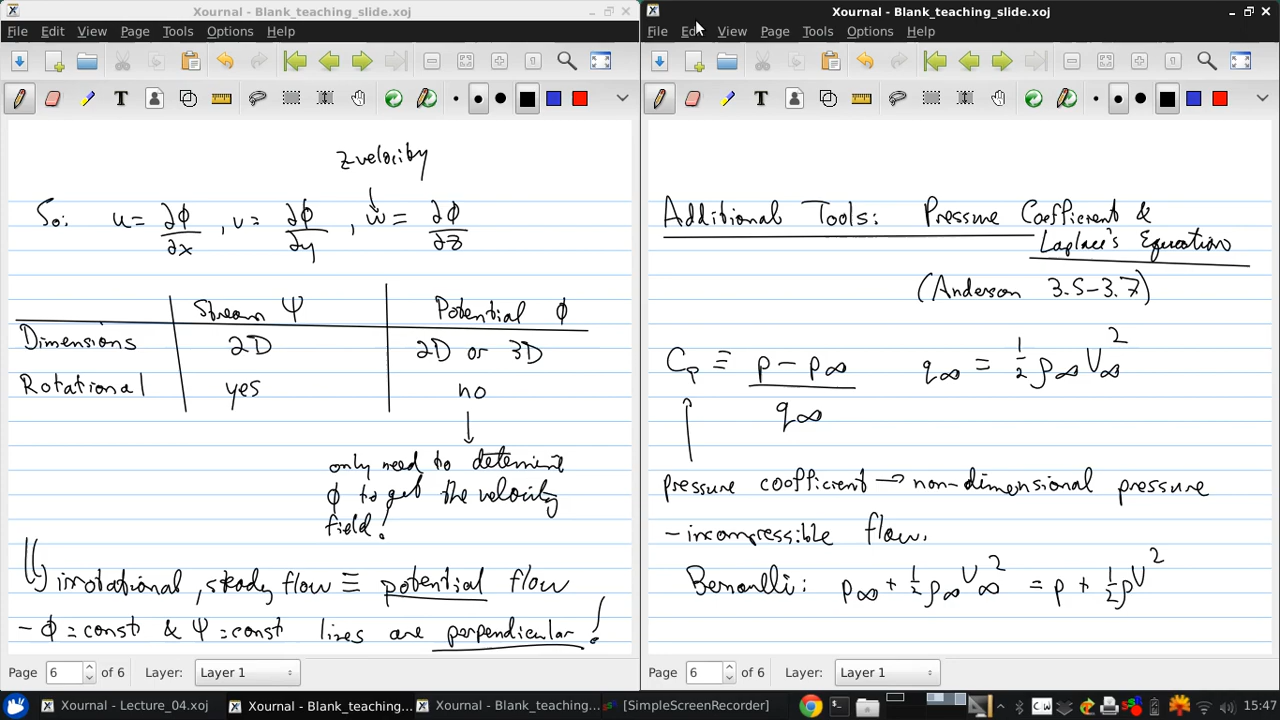 Xournal - Blank_teaching_slide.xoj
File Edit View Page Tools Options Help
z velocity
So: u = ∂ϕ/∂x , v = ∂ϕ/∂y , w = ∂ϕ/∂z
Stream Ψ Potential ϕ
Dimensions 2D 2D or 3D
Rotational yes no
only need to determine
ϕ to get the velocity
field!
irrotational, steady flow ≡ potential flow
- ϕ = const & Ψ = const lines are perpendicular!
Page 6 of 6 Layer: Layer 1
Xournal - Blank_teaching_slide.xoj
File Edit View Page Tools Options Help
Additional Tools: Pressure Coefficient &
Laplace's Equation
(Anderson 3.5-3.7)
Cp ≡ p - p∞ / q∞ q∞ = 1/2 ρ∞ V∞²
pressure coofficient → non-dimensional pressure
- incompressible flow.
Bernoulli: p∞ + 1/2 ρ∞ V∞² = p + 1/2 ρV²
Page 6 of 6 Layer: Layer 1
Xournal - Lecture_04.xoj Xournal - Blank_teaching... Xournal - Blank_teaching... [SimpleScreenRecorder] 15:47